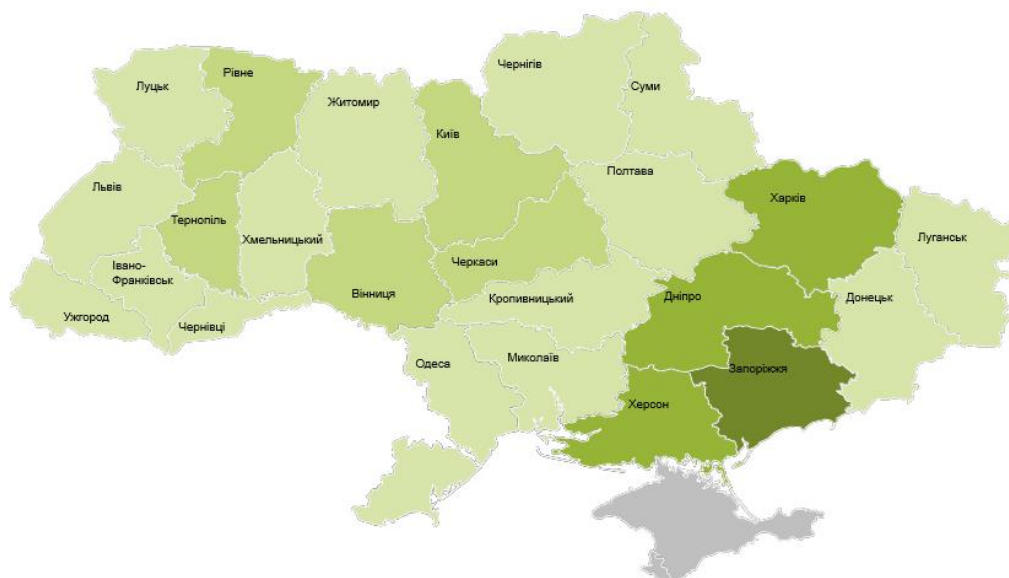 Чернігів
Рівне
Луцьк
Суми
Житомир
Київ
Полтава
Львів
Харків
Тернопіль
Луганськ
Хмельницький
Івано-
Франківськ
Черкаси
Вінниця
Кропивницький
Дніпро
Донецьк
Ужгород
Чернівці
Миколаїв
Одеса
Запоріжжя
Херсон